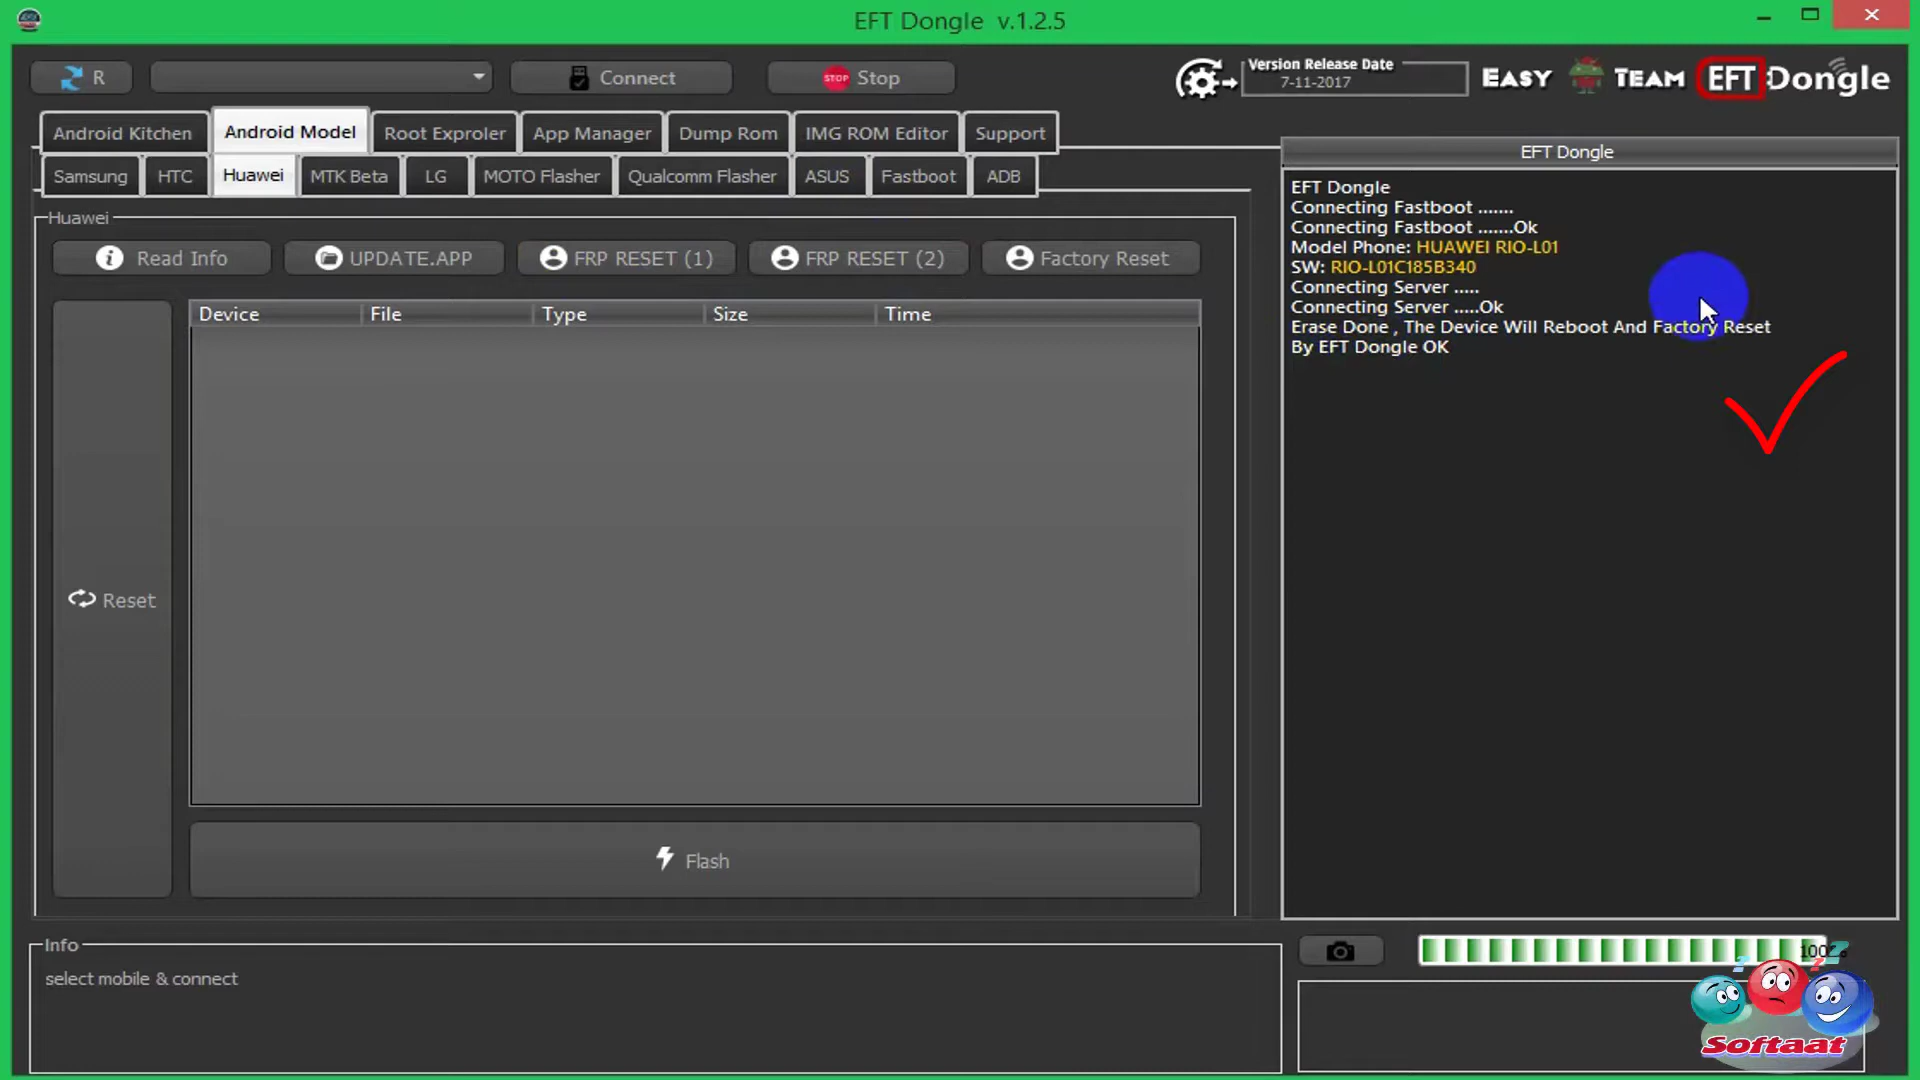 EFT Dongle v.1.2.5
R
Connect
STOP Stop
Version Release Date
7-11-2017
EASY TEAM EFT Dongle
Android Kitchen Android Model Root Exproler App Manager Dump Rom IMG ROM Editor Support
Samsung HTC Huawei MTK Beta LG MOTO Flasher Qualcomm Flasher ASUS Fastboot ADB
Huawei
Read Info UPDATE.APP FRP RESET (1) FRP RESET (2) Factory Reset
Device File Type Size Time
Reset
Flash
EFT Dongle
EFT Dongle
Connecting Fastboot .......
Connecting Fastboot .......Ok
Model Phone: HUAWEI RIO-L01
SW: RIO-L01C185B340
Connecting Server .....
Connecting Server .....Ok
Erase Done , The Device Will Reboot And Factory Reset
By EFT Dongle OK
Info
select mobile & connect
100%
Softaat